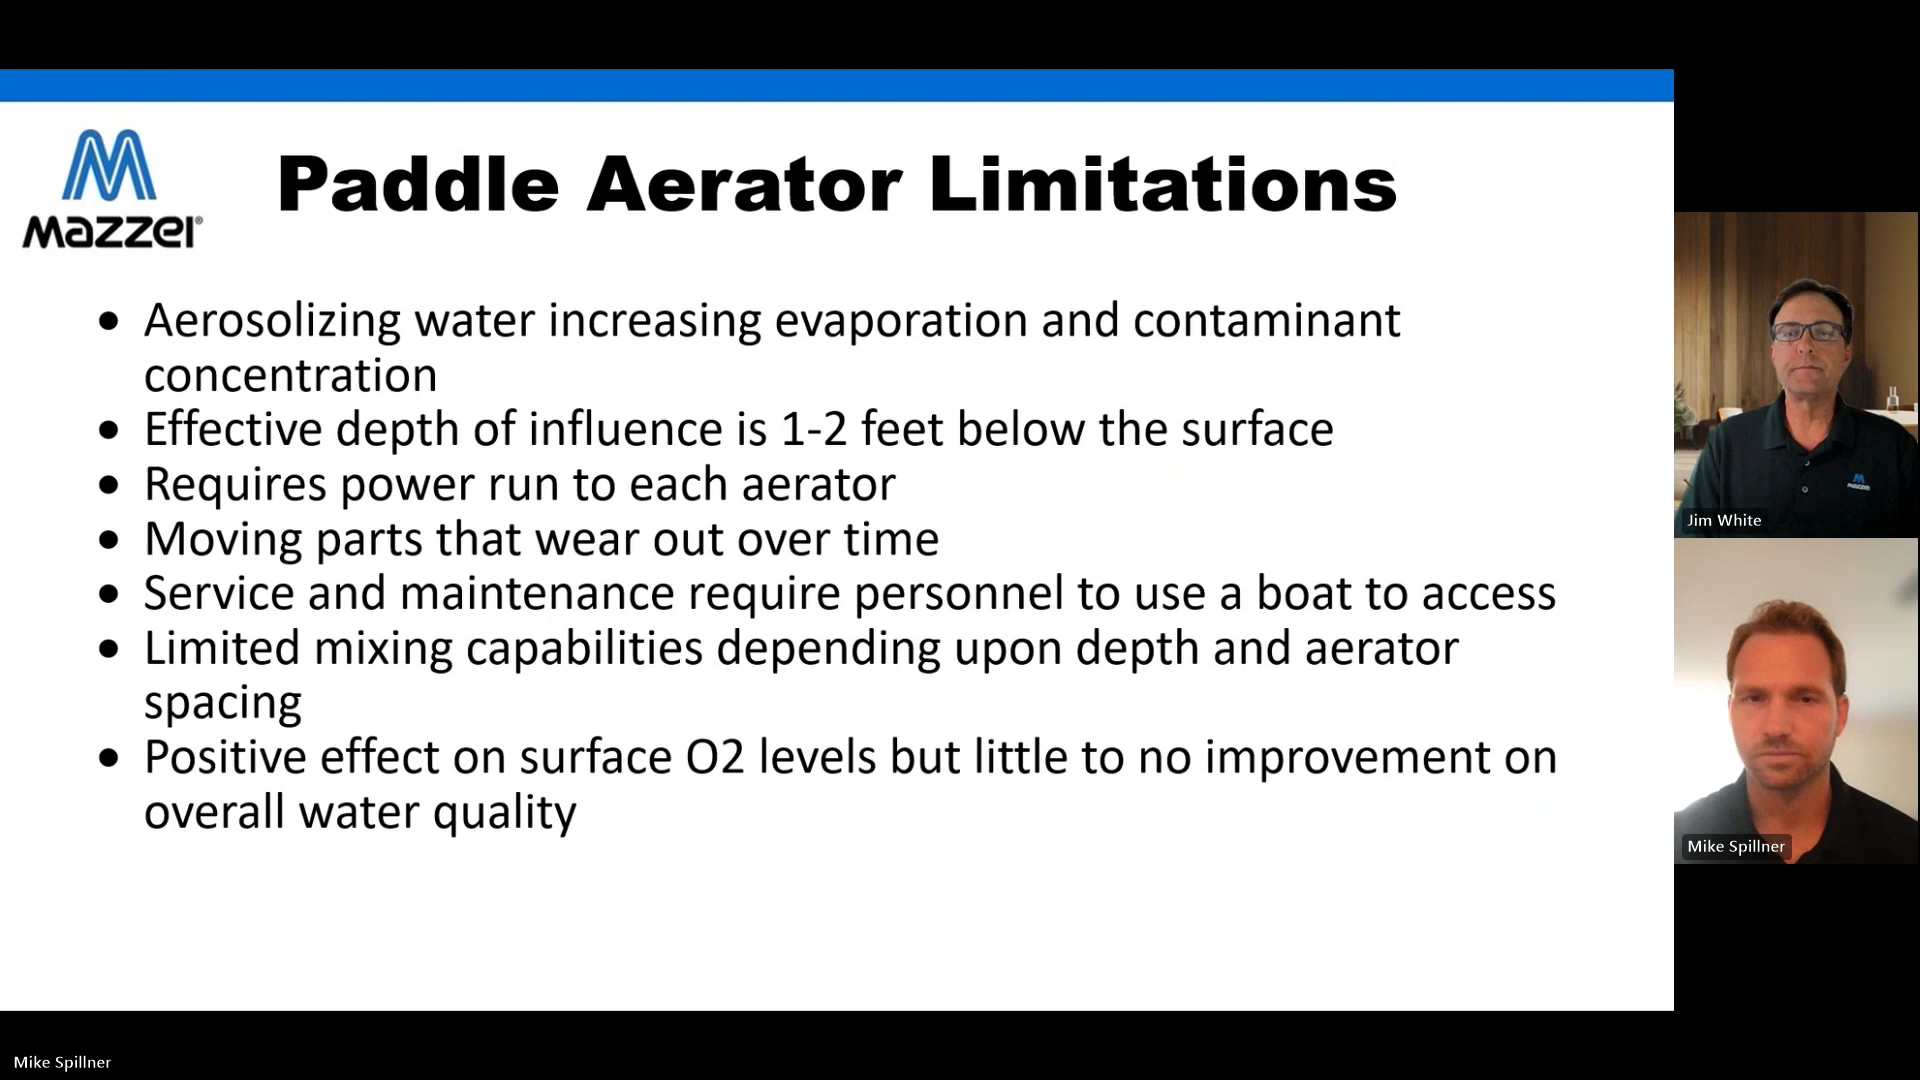 Mazzei®
Paddle Aerator Limitations
• Aerosolizing water increasing evaporation and contaminant
concentration
• Effective depth of influence is 1-2 feet below the surface
• Requires power run to each aerator
• Moving parts that wear out over time
• Service and maintenance require personnel to use a boat to access
• Limited mixing capabilities depending upon depth and aerator
spacing
• Positive effect on surface O2 levels but little to no improvement on
overall water quality
Mazzei
Jim White
Mike Spillner
Mike Spillner